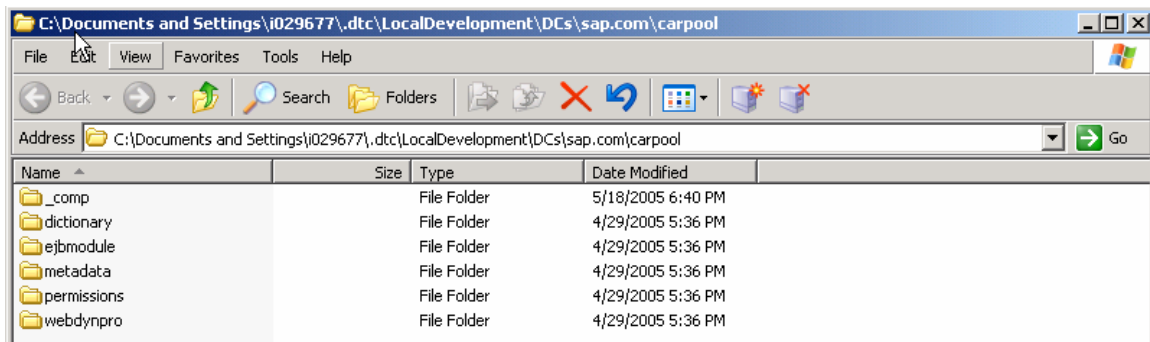 C:\Documents and Settings\i029677\.dtc\LocalDevelopment\DCs\sap.com\carpool
File Edit View Favorites Tools Help
Back Search Folders
Address C:\Documents and Settings\i029677\.dtc\LocalDevelopment\DCs\sap.com\carpool Go
Name Size Type Date Modified
_comp File Folder 5/18/2005 6:40 PM
dictionary File Folder 4/29/2005 5:36 PM
ejbmodule File Folder 4/29/2005 5:36 PM
metadata File Folder 4/29/2005 5:36 PM
permissions File Folder 4/29/2005 5:36 PM
webdynpro File Folder 4/29/2005 5:36 PM